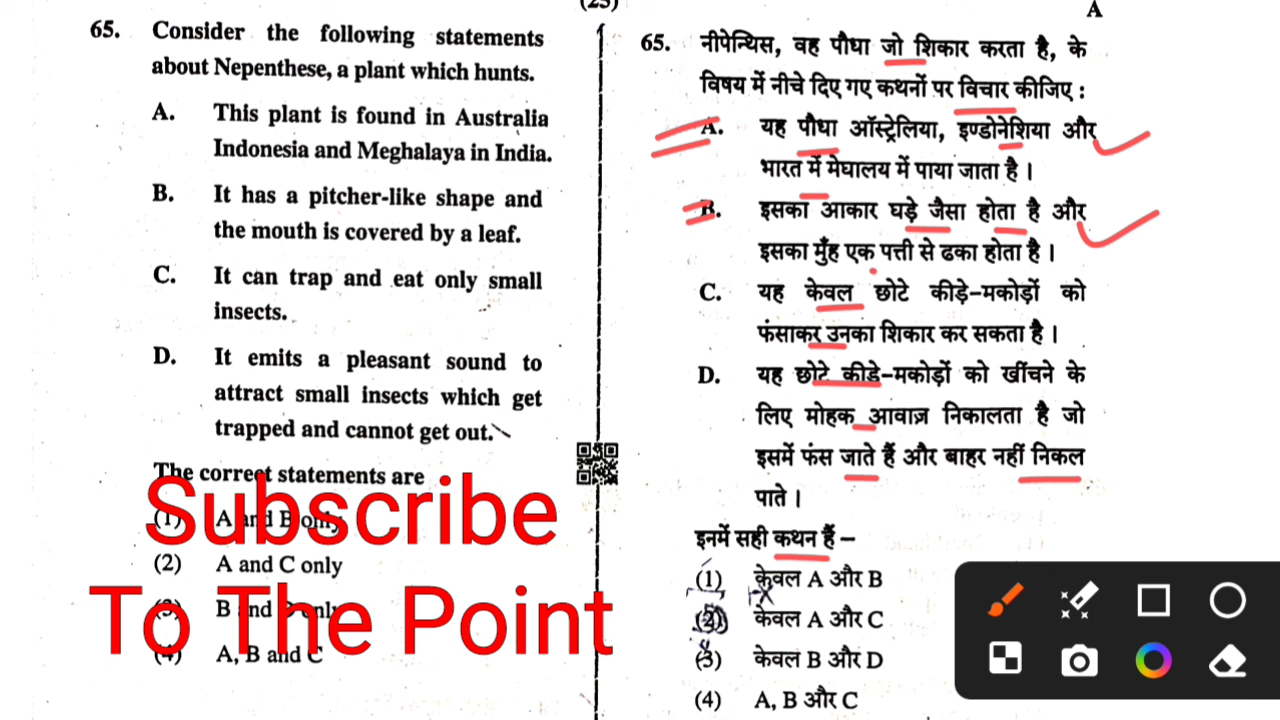 (25)
A
65. Consider the following statements
about Nepenthese, a plant which hunts.
A. This plant is found in Australia
Indonesia and Meghalaya in India.
B. It has a pitcher-like shape and
the mouth is covered by a leaf.
C. It can trap and eat only small
insects.
D. It emits a pleasant sound to
attract small insects which get
trapped and cannot get out.
The correct statements are
(1) A and B only
(2) A and C only
(3) B and D only
(4) A, B and C
Subscribe
To The Point
65. नीपेन्थिस, वह पौधा जो शिकार करता है, के
विषय में नीचे दिए गए कथनों पर विचार कीजिए :
A. यह पौधा ऑस्ट्रेलिया, इण्डोनेशिया और
भारत में मेघालय में पाया जाता है ।
B. इसका आकार घड़े जैसा होता है और
इसका मुँह एक पत्ती से ढका होता है ।
C. यह केवल छोटे कीड़े-मकोड़ों को
फंसाकर उनका शिकार कर सकता है ।
D. यह छोटे कीडे-मकोड़ों को खींचने के
लिए मोहक आवाज़ निकालता है जो
इसमें फंस जाते हैं और बाहर नहीं निकल
पाते ।
इनमें सही कथन हैं –
(1) केवल A और B
(2) केवल A और C
(3) केवल B और D
(4) A, B और C